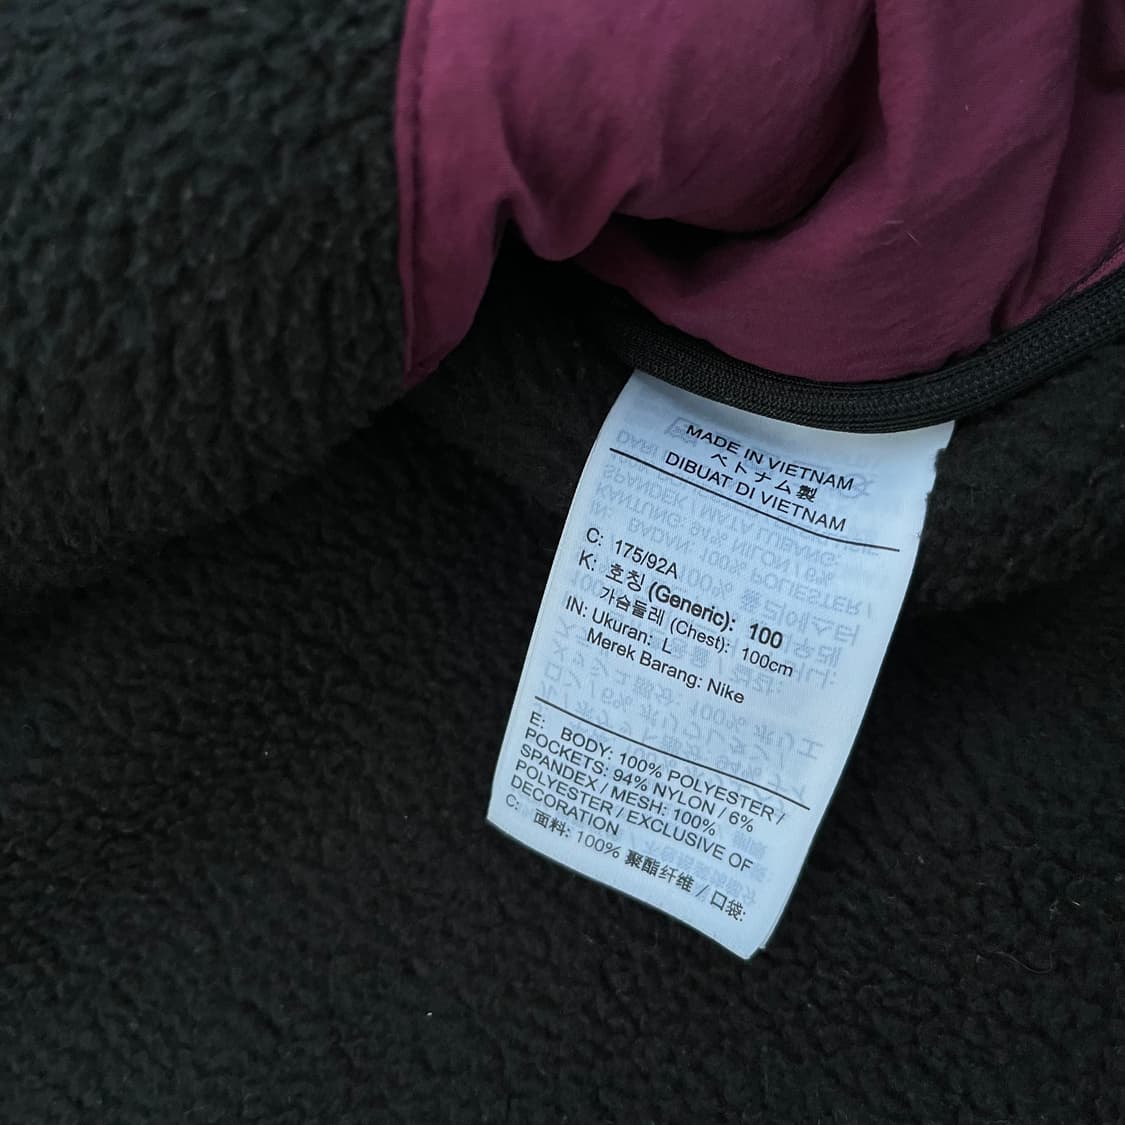 MADE IN VIETNAM
ベトナム製
DIBUAT DI VIETNAM
C: 175/92A
K: 호칭 (Generic): 100
가슴둘레 (Chest): 100cm
IN: Ukuran: L
Merek Barang: Nike
E: BODY: 100% POLYESTER /
POCKETS: 94% NYLON / 6%
SPANDEX / MESH: 100%
POLYESTER / EXCLUSIVE OF
DECORATION
C: 面料: 100% 聚酯纤维 / 口袋: